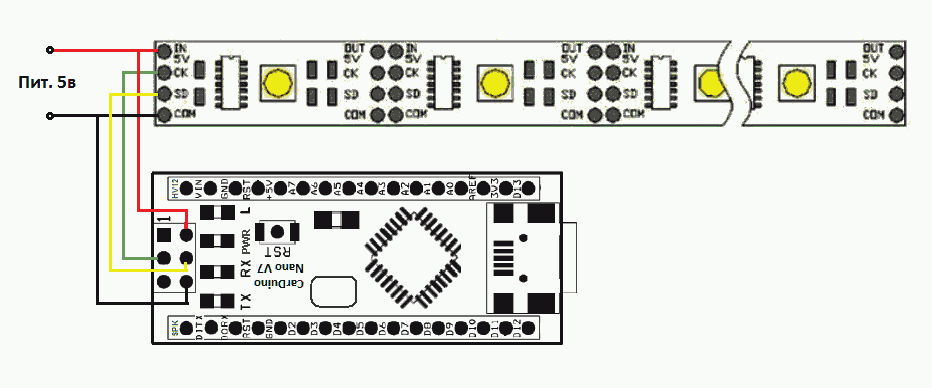 Пит. 5в
IN
5V
CK
SD
COM
OUT
5V
CK
SD
COM
IN
5V
CK
SD
COM
OUT
5V
CK
SD
COM
IN
5V
CK
SD
COM
OUT
5V
CK
SD
COM
HV12
VIN
GND
RST
+5V
A7
A6
A5
A4
A3
A2
A1
A0
AREF
3V3
D13
1
L
PWR
RX
TX
RST
CarDuino
Nano V7
SPK
DITX
DORX
RST
GND
D2
D3
D4
D5
D6
D7
D8
D9
D10
D11
D12